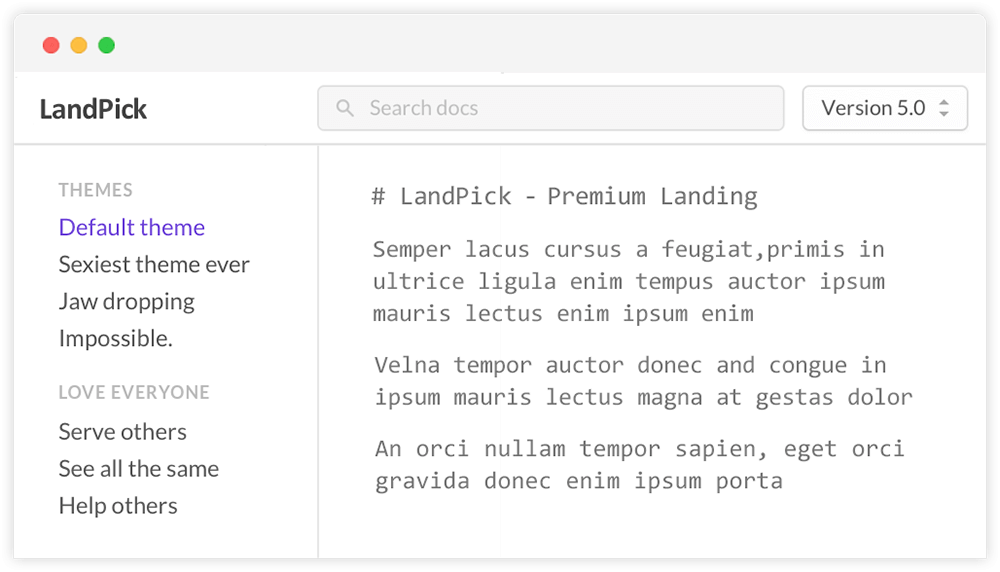 LandPick
Search docs
Version 5.0
THEMES
Default theme
Sexiest theme ever
Jaw dropping
Impossible.
LOVE EVERYONE
Serve others
See all the same
Help others
# LandPick - Premium Landing
Semper lacus cursus a feugiat,primis in
ultrice ligula enim tempus auctor ipsum
mauris lectus enim ipsum enim
Velna tempor auctor donec and congue in
ipsum mauris lectus magna at gestas dolor
An orci nullam tempor sapien, eget orci
gravida donec enim ipsum porta